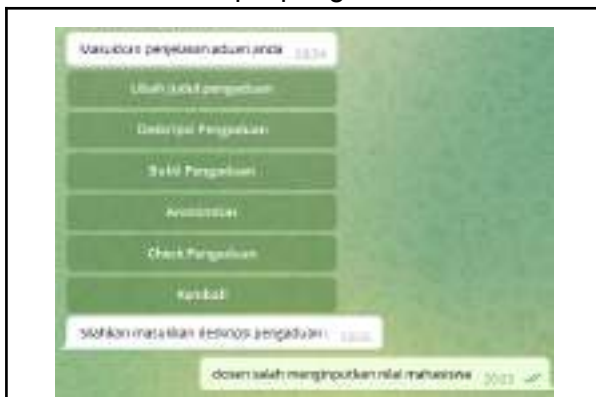 Masukkan penjelasan aduan anda
Ubah judul pengaduan
Deskripsi Pengaduan
Bukti Pengaduan
Anonimitas
Check Pengaduan
Kembali
Silahkan masukkan deskripsi pengaduan :
dosen salah menginputkan nilai mahasiswa